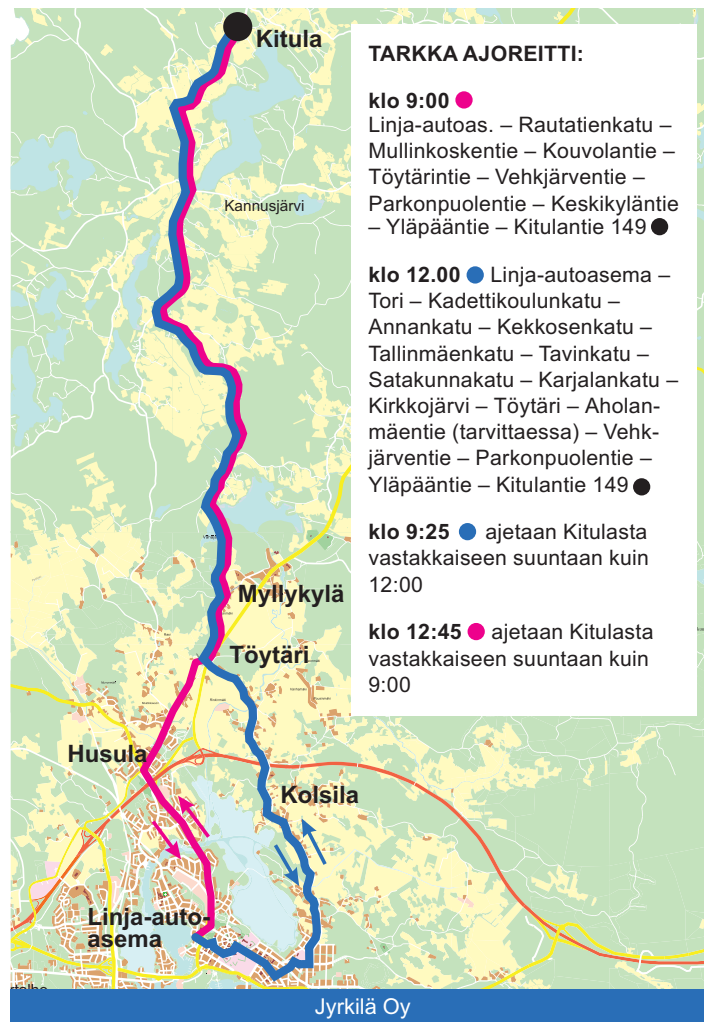 Kitula
TARKKA AJOREITTI:
klo 9:00
Linja-autoas. – Rautatienkatu –
Mullinkoskentie – Kouvolantie –
Töytärintie – Vehkjärventie –
Parkonpuolentie – Keskikyläntie
– Yläpääntie – Kitulantie 149
klo 12.00 Linja-autoasema –
Tori – Kadettikoulunkatu –
Annankatu – Kekkosenkatu –
Tallinmäenkatu – Tavinkatu –
Satakunnakatu – Karjalankatu –
Kirkkojärvi – Töytäri – Aholan-
mäentie (tarvittaessa) – Vehk-
järventie – Parkonpuolentie –
Yläpääntie – Kitulantie 149
klo 9:25 ajetaan Kitulasta
vastakkaiseen suuntaan kuin
12:00
klo 12:45 ajetaan Kitulasta
vastakkaiseen suuntaan kuin
9:00
Kannusjärvi
Myllykylä
Töytäri
Husula
Kolsila
Linja-auto-
asema
Jyrkilä Oy